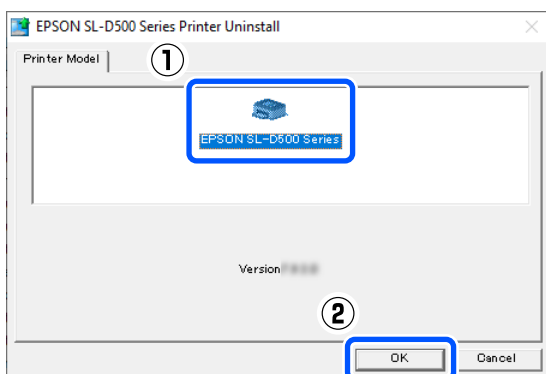 EPSON SL-D500 Series Printer Uninstall
Printer Model
①
EPSON SL-D500 Series
Version
②
OK
Cancel